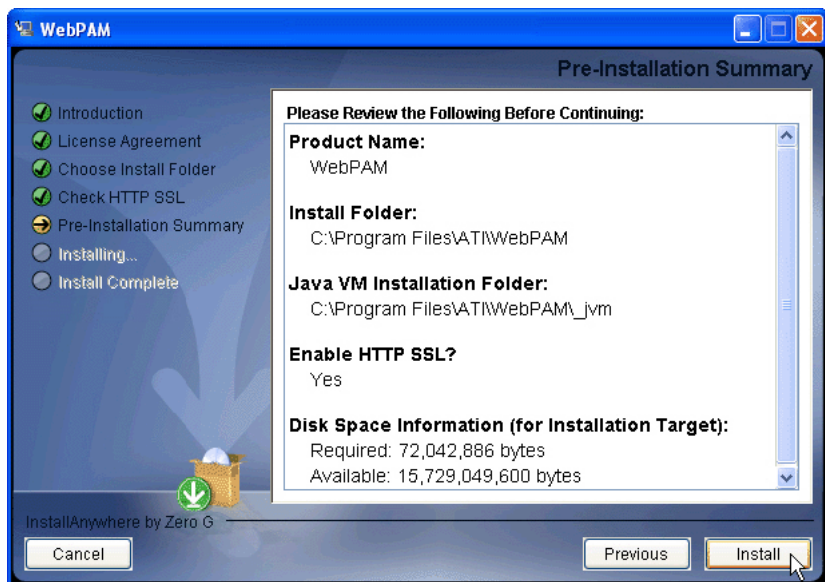 WebPAM
Pre-Installation Summary
Introduction
License Agreement
Choose Install Folder
Check HTTP SSL
Pre-Installation Summary
Installing...
Install Complete
Please Review the Following Before Continuing:
Product Name:
WebPAM
Install Folder:
C:\Program Files\ATI\WebPAM
Java VM Installation Folder:
C:\Program Files\ATI\WebPAM\_jvm
Enable HTTP SSL?
Yes
Disk Space Information (for Installation Target):
Required: 72,042,886 bytes
Available: 15,729,049,600 bytes
InstallAnywhere by Zero G
Cancel
Previous
Install